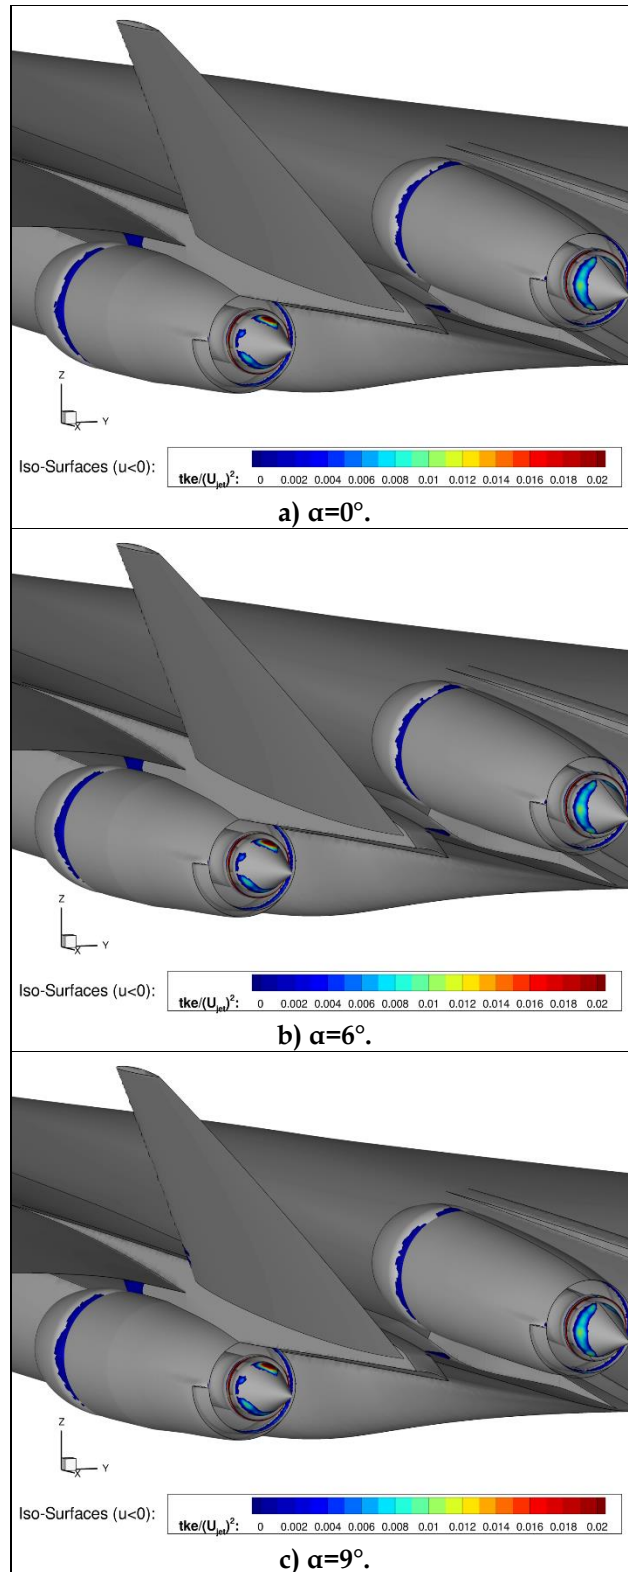 Z
Y
X
Iso-Surfaces (u<0):
tke/(U_jet)²:
0 0.002 0.004 0.006 0.008 0.01 0.012 0.014 0.016 0.018 0.02
a) α=0°.
Z
Y
X
Iso-Surfaces (u<0):
tke/(U_jet)²:
0 0.002 0.004 0.006 0.008 0.01 0.012 0.014 0.016 0.018 0.02
b) α=6°.
Z
Y
X
Iso-Surfaces (u<0):
tke/(U_jet)²:
0 0.002 0.004 0.006 0.008 0.01 0.012 0.014 0.016 0.018 0.02
c) α=9°.